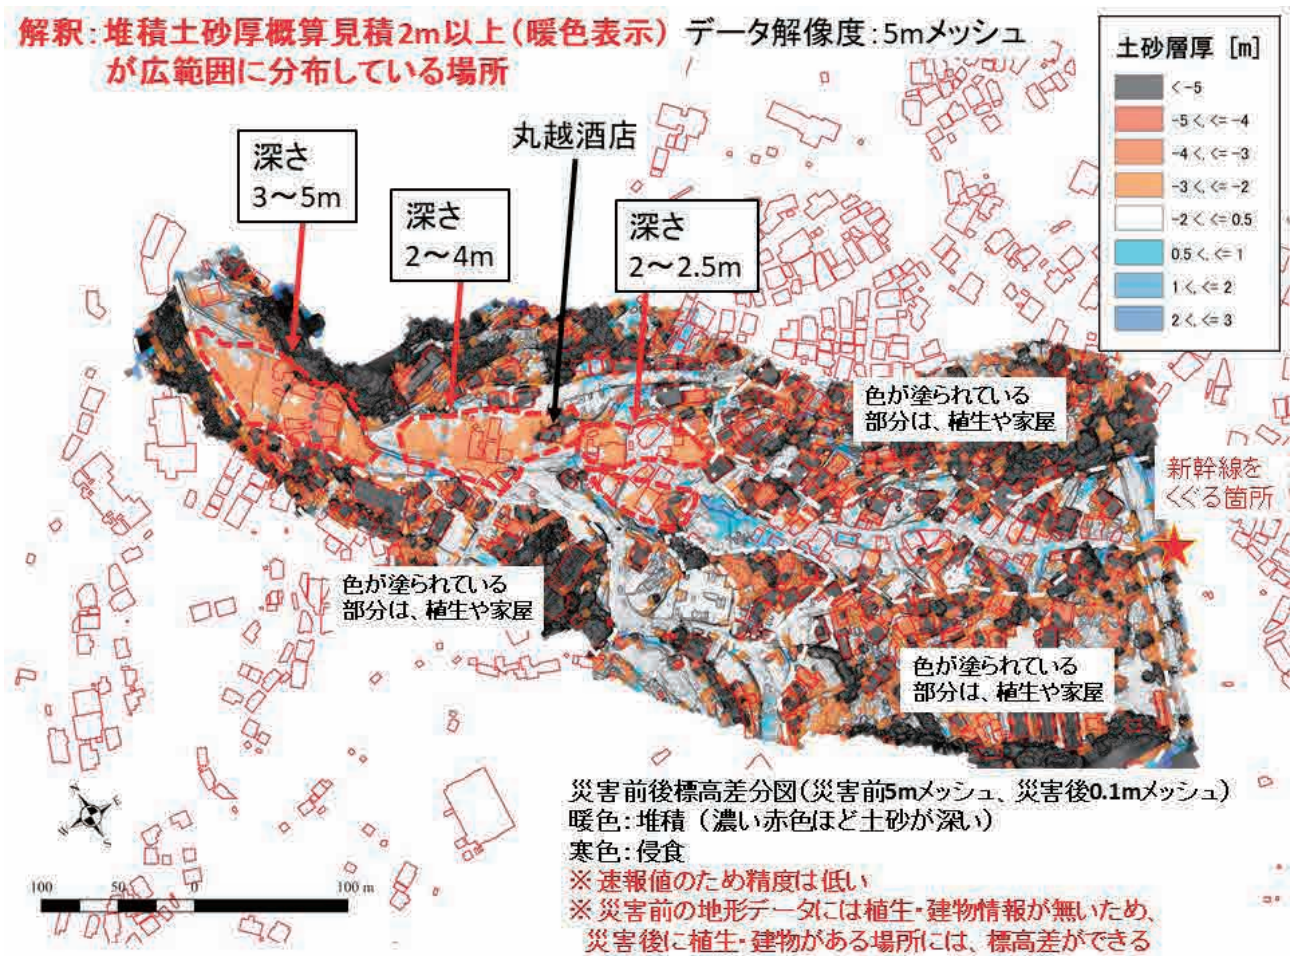 解釈：堆積土砂厚概算見積2m以上（暖色表示）
が広範囲に分布している場所
データ解像度：5mメッシュ
土砂層厚 [m]
< -5
-5 <, <= -4
-4 <, <= -3
-3 <, <= -2
-2 <, <= 0.5
0.5 <, <= 1
1 <, <= 2
2 <, <= 3
深さ
3～5m
深さ
2～4m
丸越酒店
深さ
2～2.5m
色が塗られている
部分は、植生や家屋
新幹線を
くぐる箇所
色が塗られている
部分は、植生や家屋
色が塗られている
部分は、植生や家屋
N
E
W
S
100 50 0 100 m
災害前後標高差分図（災害前5mメッシュ、災害後0.1mメッシュ）
暖色：堆積（濃い赤色ほど土砂が深い）
寒色：侵食
※速報値のため精度は低い
※災害前の地形データには植生・建物情報が無いため、
災害後に植生・建物がある場所には、標高差ができる